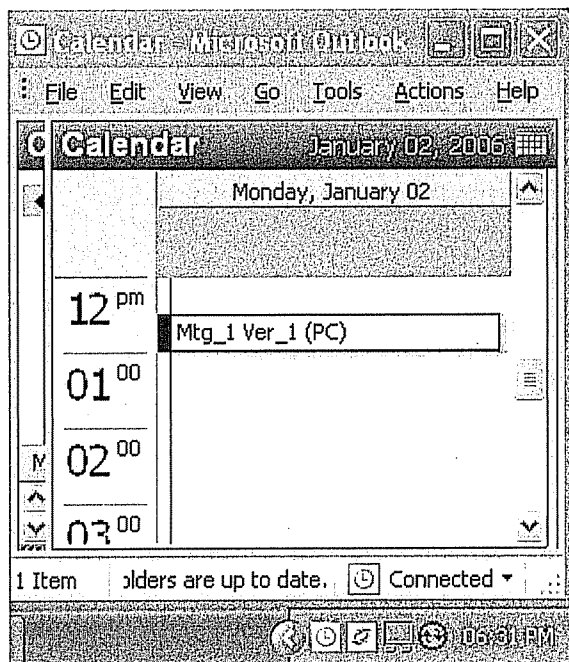 Calendar - Microsoft Outlook
File Edit View Go Tools Actions Help
Calendar January 02, 2006
Monday, January 02
12 pm
Mtg_1 Ver_1 (PC)
01 00
02 00
03 00
1 Item olders are up to date. Connected
06:31 PM